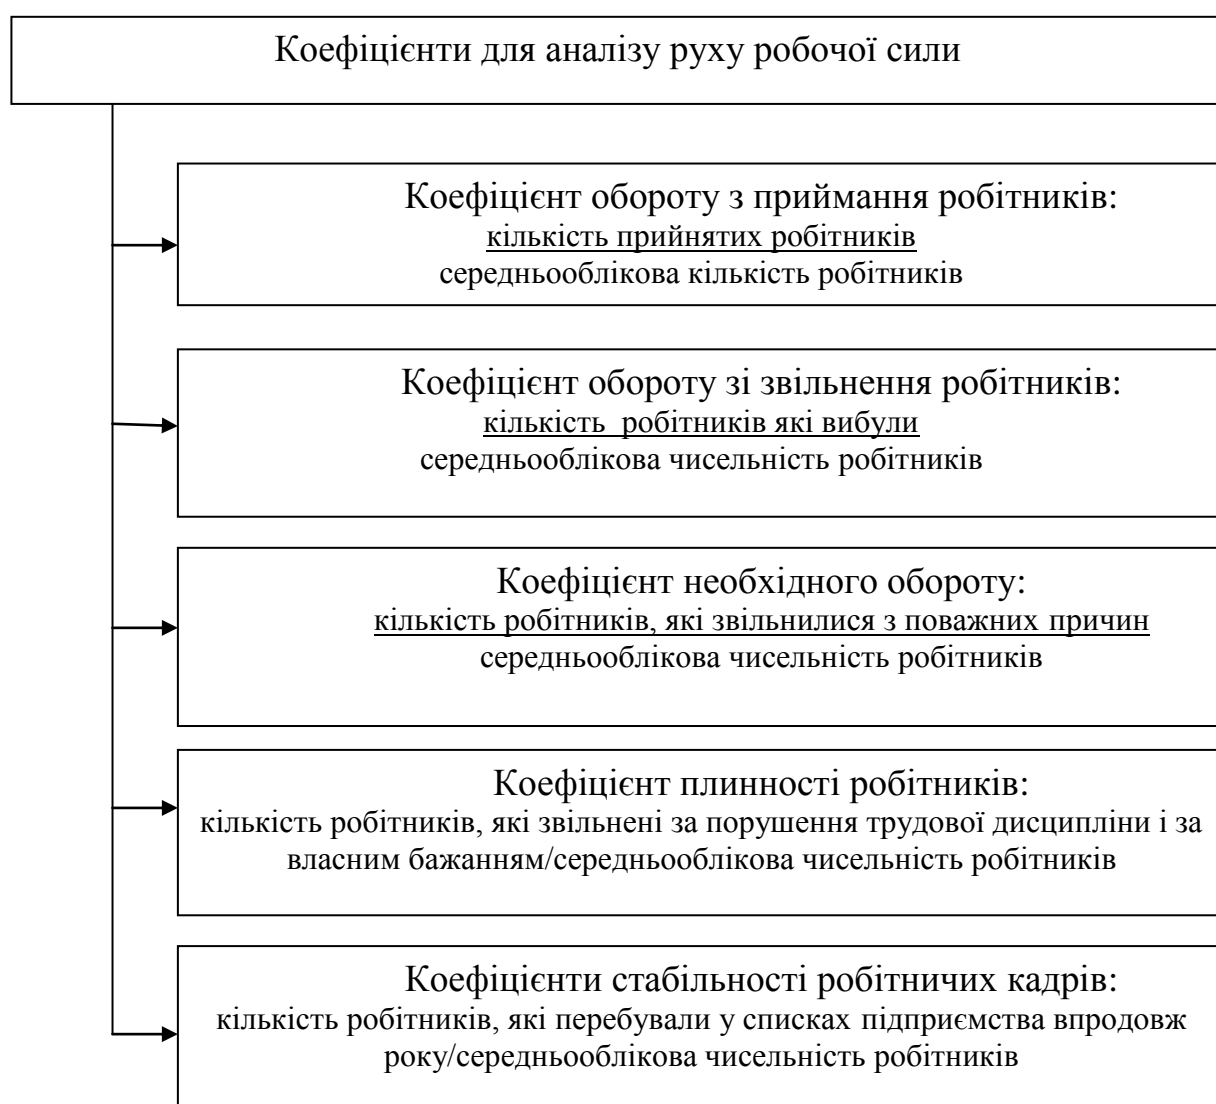 Коефіцієнти для аналізу руху робочої сили
Коефіцієнт обороту з приймання робітників:
кількість прийнятих робітників
середньооблікова кількість робітників
Коефіцієнт обороту зі звільнення робітників:
кількість  робітників які вибули
середньооблікова чисельність робітників
Коефіцієнт необхідного обороту:
кількість робітників, які звільнилися з поважних причин
середньооблікова чисельність робітників
Коефіцієнт плинності робітників:
кількість робітників, які звільнені за порушення трудової дисципліни і за
власним бажанням/середньооблікова чисельність робітників
Коефіцієнти стабільності робітничих кадрів:
кількість робітників, які перебували у списках підприємства впродовж
року/середньооблікова чисельність робітників